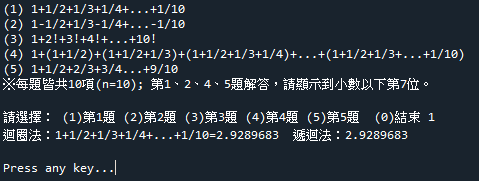 (1) 1+1/2+1/3+1/4+...+1/10
(2) 1-1/2+1/3-1/4+...-1/10
(3) 1+2!+3!+4!+...+10!
(4) 1+(1+1/2)+(1+1/2+1/3)+(1+1/2+1/3+1/4)+...+(1+1/2+1/3+...+1/10)
(5) 1+1/2+2/3+3/4...+9/10
※每題皆共10項(n=10); 第1、2、4、5題解答，請顯示到小數以下第7位。
請選擇： (1)第1題 (2)第2題 (3)第3題 (4)第4題 (5)第5題  (0)結束 1
迴圈法：1+1/2+1/3+1/4+...+1/10=2.9289683  遞迴法：2.9289683
Press any key...